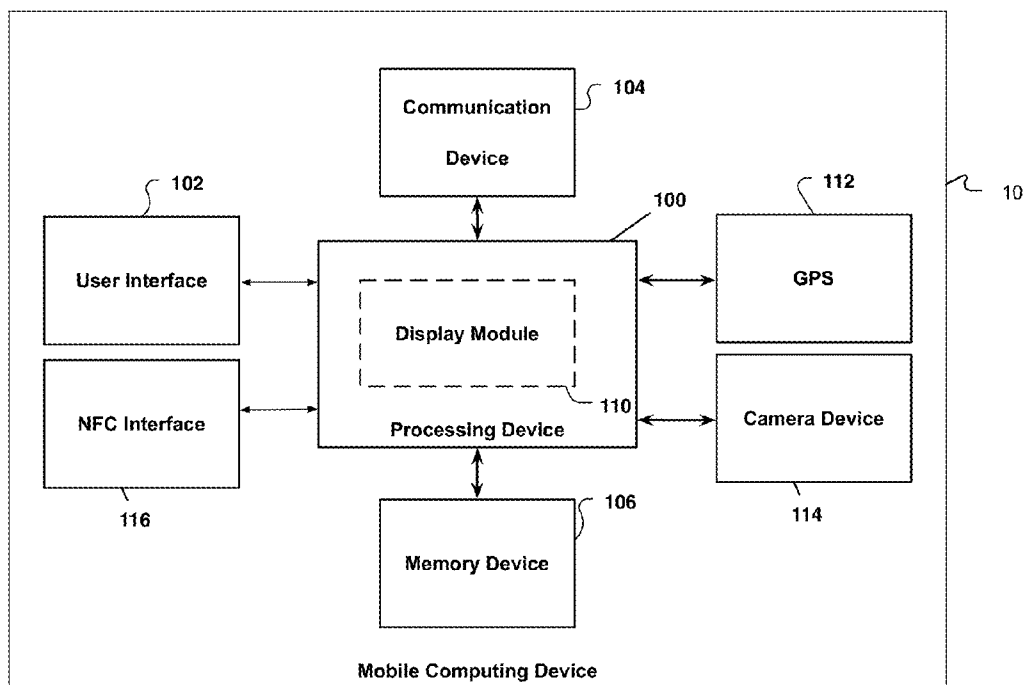 Communication
Device
104
102
User Interface
100
112
GPS
10
Display Module
110
Processing Device
NFC Interface
116
Camera Device
114
106
Memory Device
Mobile Computing Device